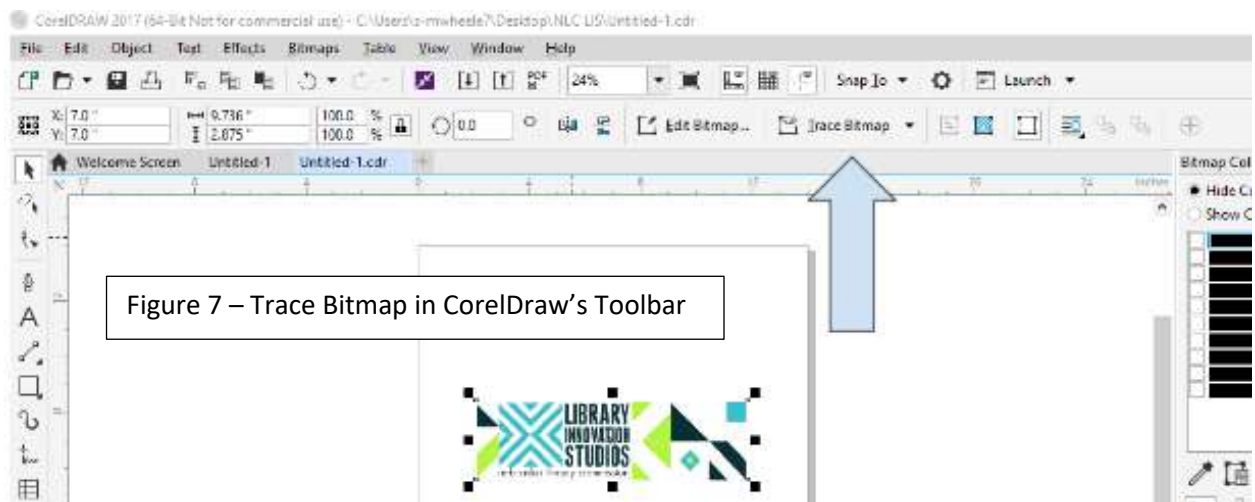 CorelDRAW 2017 (64-Bit Not for commercial use) - C:\Users\s-mwheele7\Desktop\NLC LIS\Untitled-1.cdr
File Edit Object Text Effects Bitmaps Table View Window Help
PDF 24% Snap To Launch
X: 7.0 " 9.736 " 100.0 % 0.0 Edit Bitmap... Trace Bitmap
Y: 7.0 " 2.875 " 100.0 %
Welcome Screen Untitled-1 Untitled-1.cdr Bitmap Col
inches Hide C
Show C
Figure 7 – Trace Bitmap in CorelDraw's Toolbar
LIBRARY
INNOVATION
STUDIOS